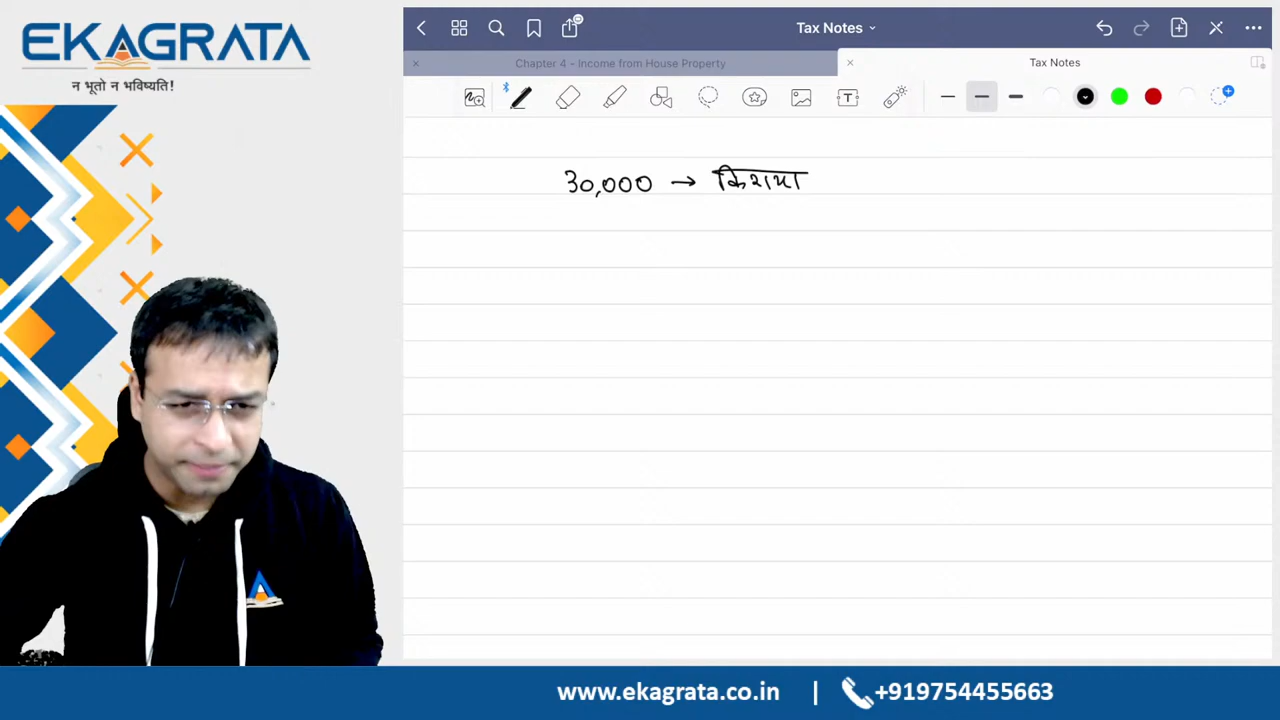 EKAGRATA
न भूतो न भविष्यति!
Tax Notes
Chapter 4 - Income from House Property
Tax Notes
T
30,000 → किराया
www.ekagrata.co.in | +919754455663